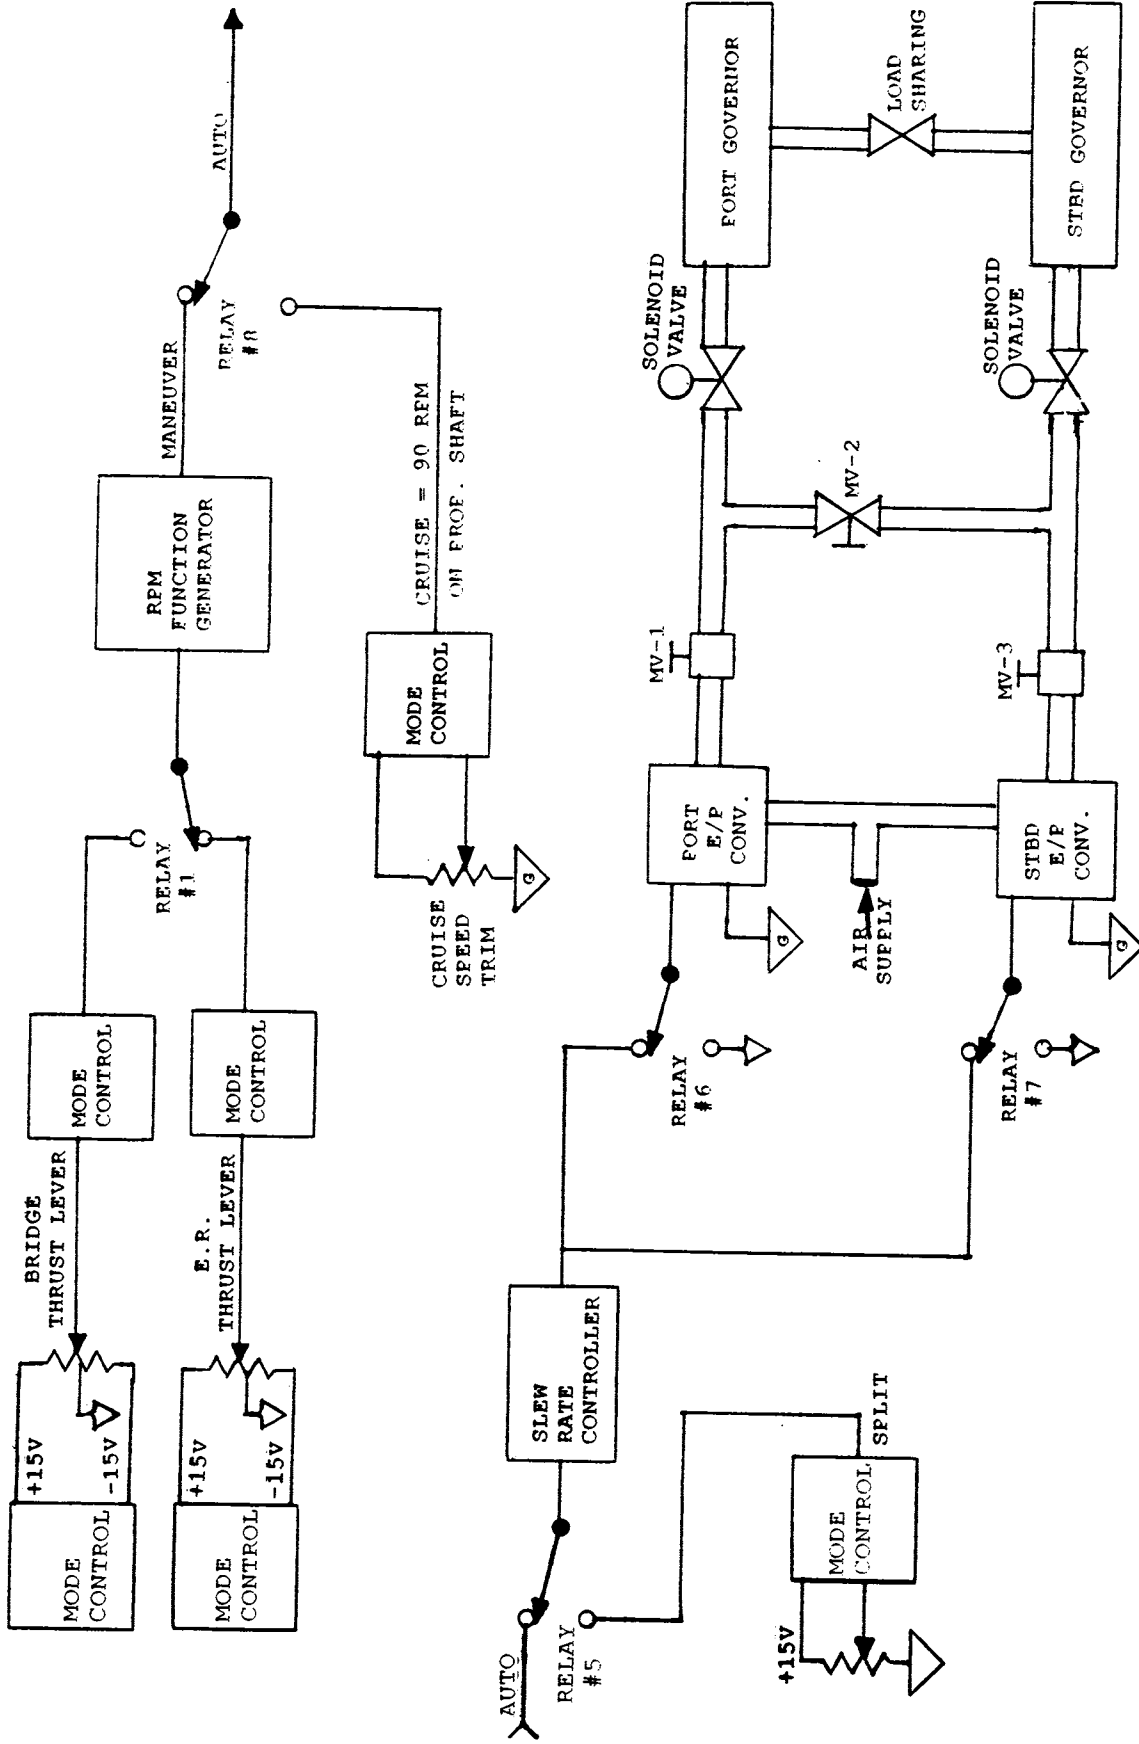 MODE
CONTROL
+15V
-15V
BRIDGE
THRUST LEVER
MODE
CONTROL
MODE
CONTROL
+15V
-15V
E.R.
THRUST LEVER
MODE
CONTROL
RELAY
#1
RPM
FUNCTION
GENERATOR
MANEUVER
RELAY
#8
AUTO
CRUISE
SPEED
TRIM
G
MODE
CONTROL
CRUISE = 90 RPM
ON PROP. SHAFT
AUTO
RELAY
#5
SLEW
RATE
CONTROLLER
+15V
MODE
CONTROL
SPLIT
RELAY
#6
G
PORT
E/P
CONV.
AIR
SUPPLY
RELAY
#7
G
STBD
E/P
CONV.
MV-1
MV-2
MV-3
SOLENOID
VALVE
PORT GOVERNOR
LOAD
SHARING
SOLENOID
VALVE
STBD GOVERNOR